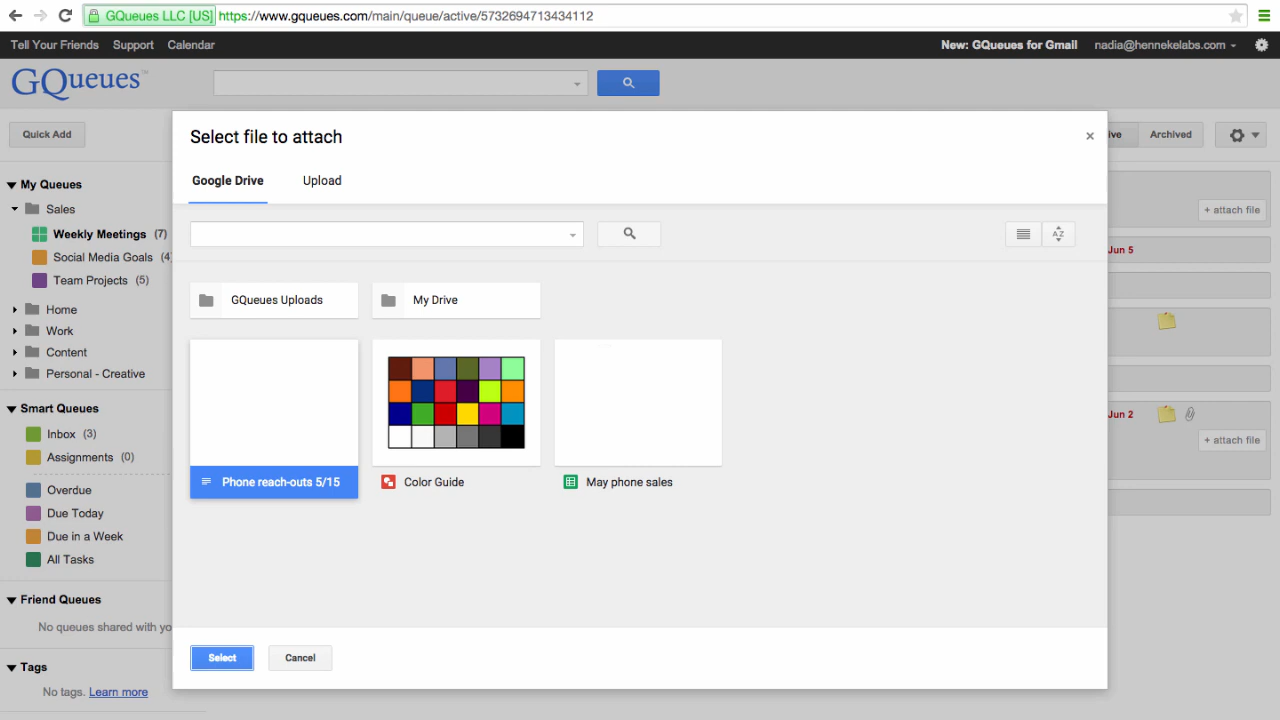 GQueues LLC [US] https://www.gqueues.com/main/queue/active/5732694713434112
Tell Your Friends Support Calendar New: GQueues for Gmail nadia@hennekelabs.com
GQueues™
Quick Add
Select file to attach
ive Archived
Google Drive Upload
My Queues
Sales
Weekly Meetings (7)
Social Media Goals (4
Team Projects (5)
Home
Work
Content
Personal - Creative
+ attach file
Jun 5
AZ
GQueues Uploads My Drive
Phone reach-outs 5/15 Color Guide May phone sales
Jun 2
+ attach file
Smart Queues
Inbox (3)
Assignments (0)
Overdue
Due Today
Due in a Week
All Tasks
Friend Queues
No queues shared with yo
Tags
No tags. Learn more
Select Cancel